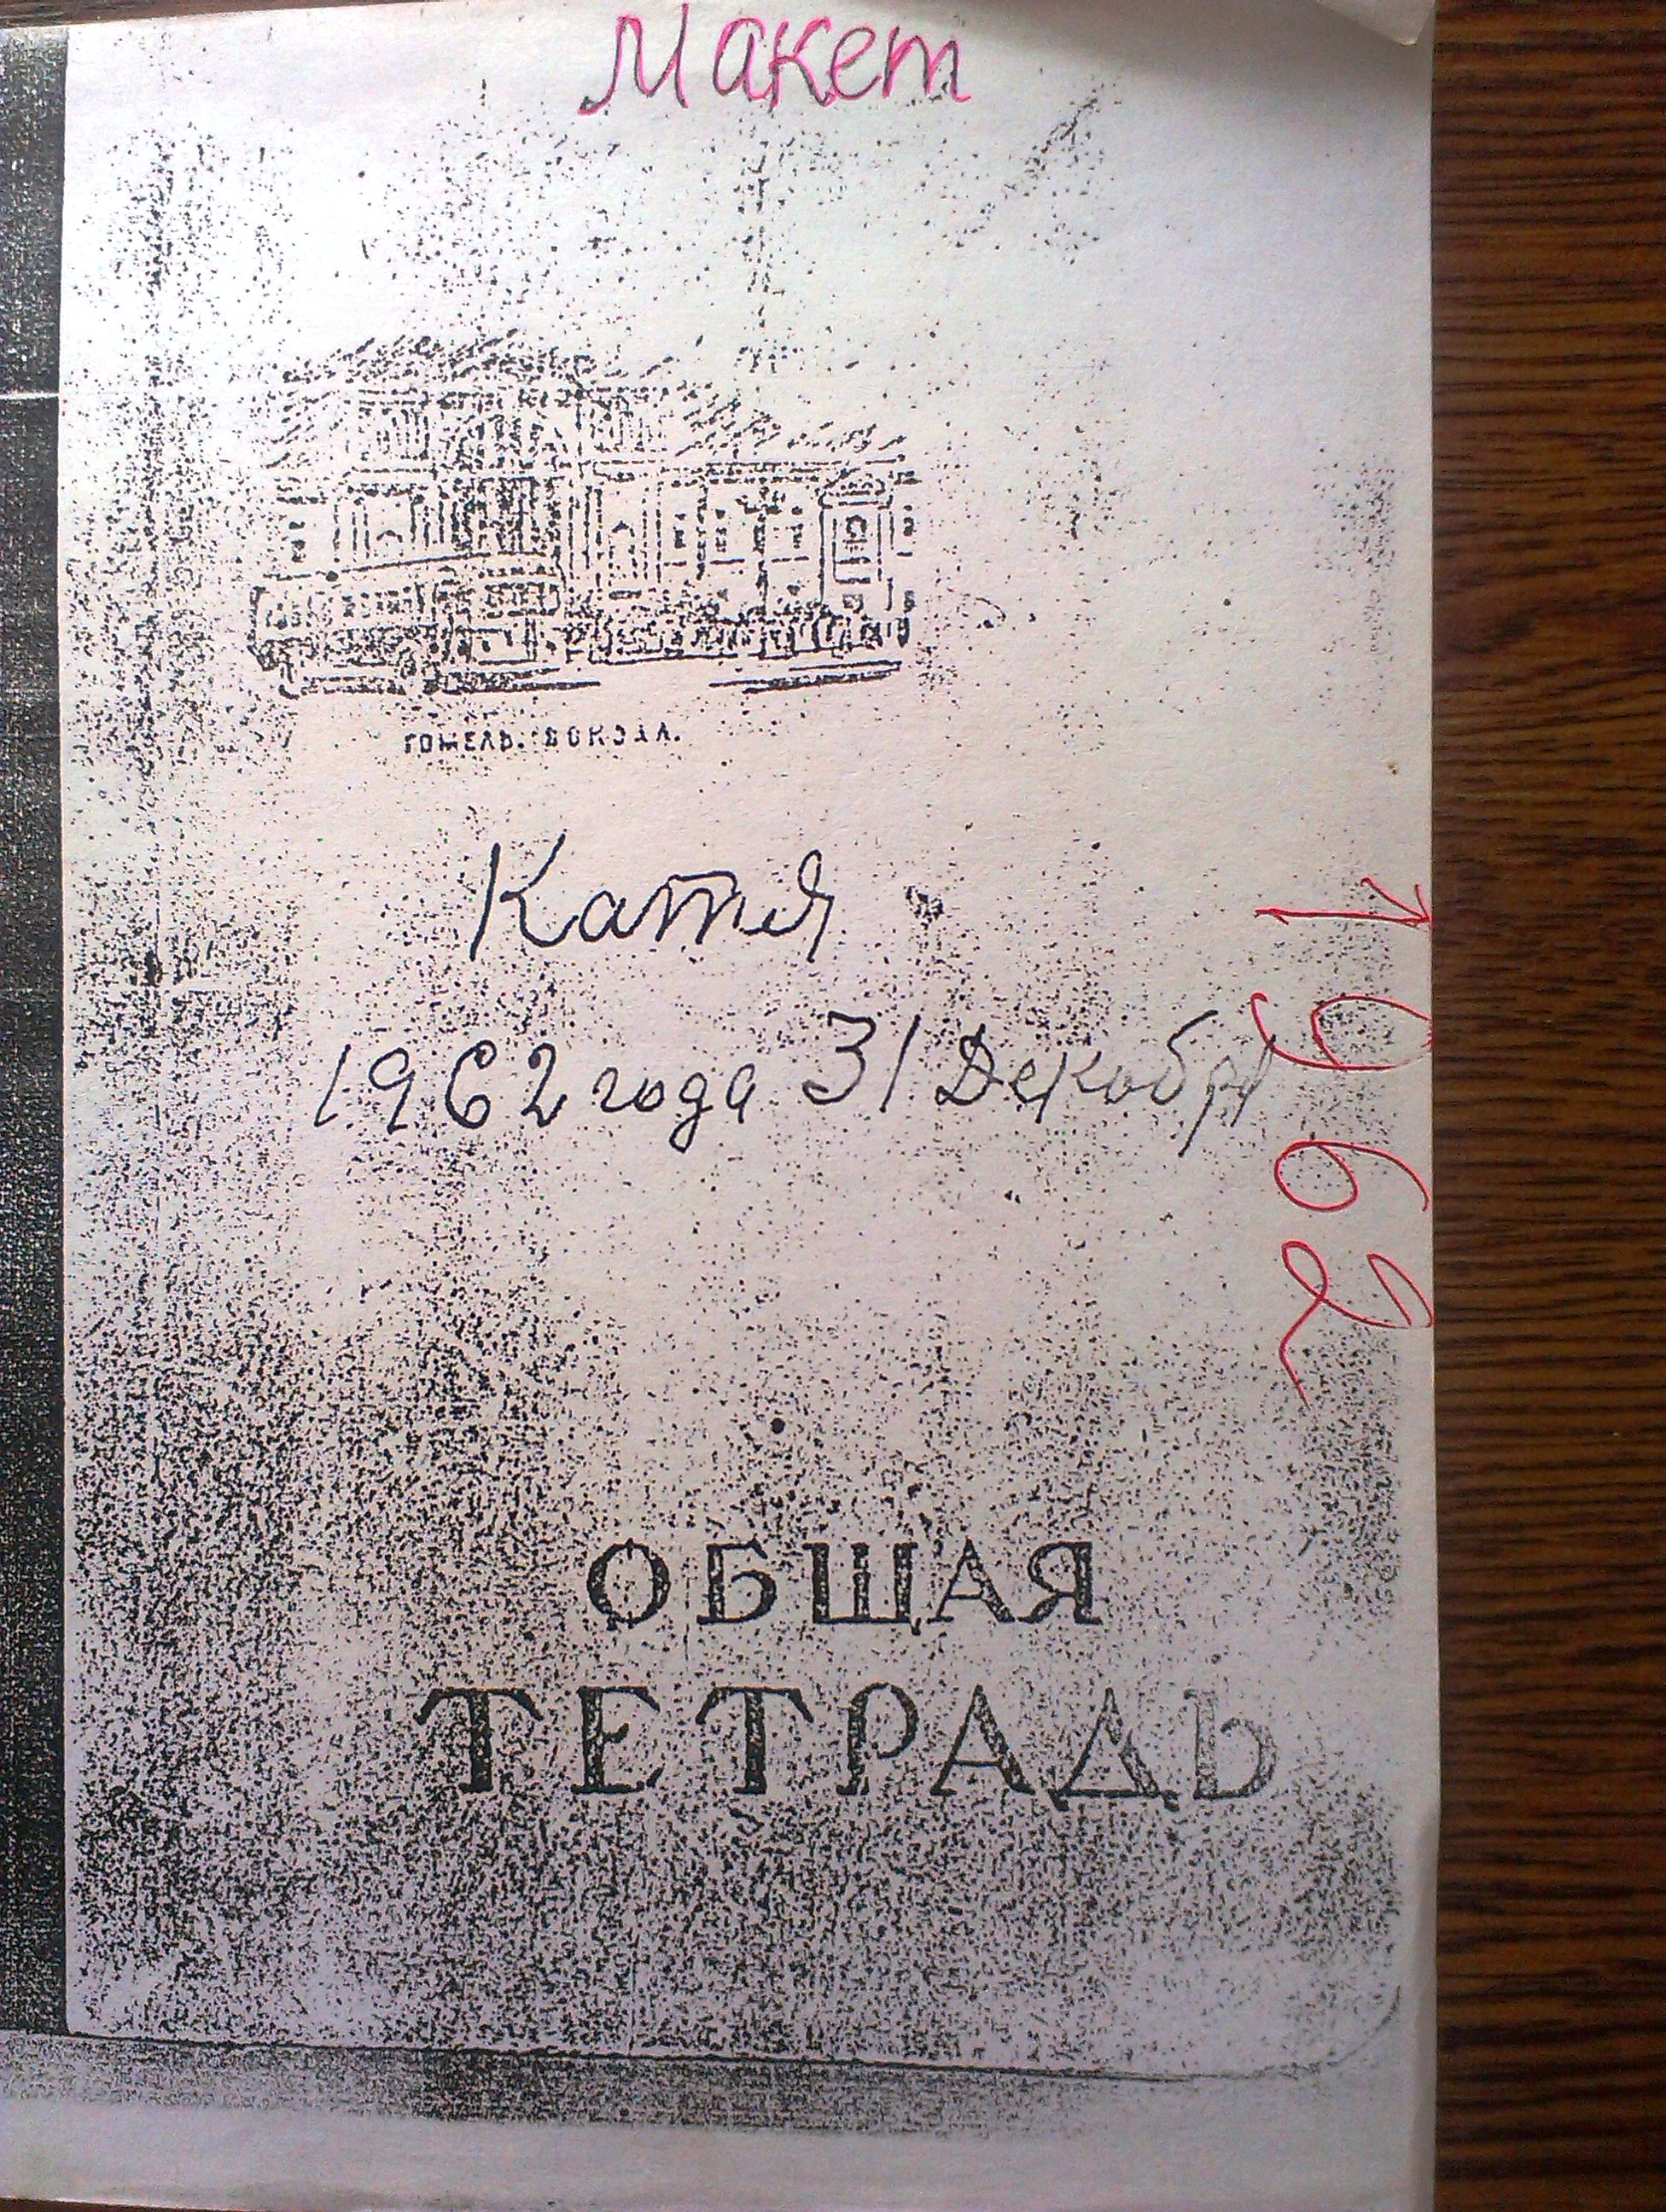 Макет
ГОМЕЛЬ. ВОКЗАЛ.
Катя
1962 года 31 Декабря
1962
ОБЩАЯ
ТЕТРАДЬ